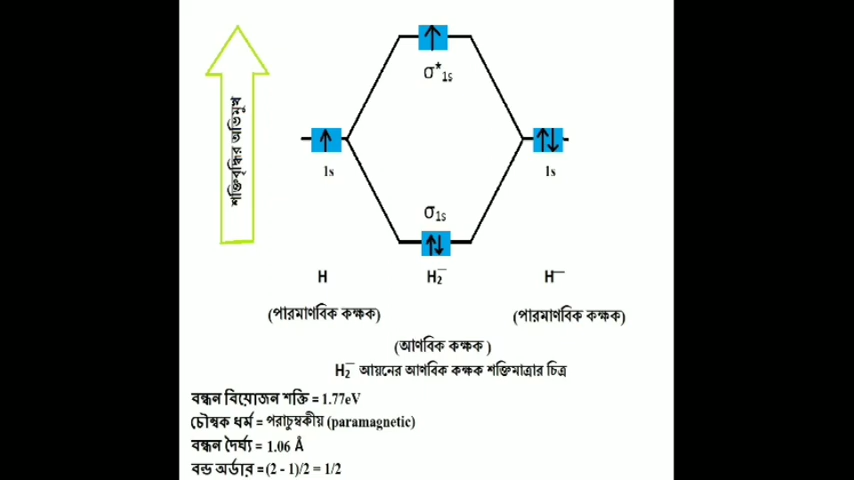 শক্তিবৃদ্ধির অভিমুখ
σ*1s
1s
1s
σ1s
H
H2−
H−
(পারমাণবিক কক্ষক)
(পারমাণবিক কক্ষক)
(আণবিক কক্ষক )
H2− আয়নের আণবিক কক্ষক শক্তিমাত্রার চিত্র
বন্ধন বিয়োজন শক্তি = 1.77eV
চৌম্বক ধর্ম = পরাচুম্বকীয় (paramagnetic)
বন্ধন দৈর্ঘ্য = 1.06 Å
বন্ড অর্ডার = (2 - 1)/2 = 1/2